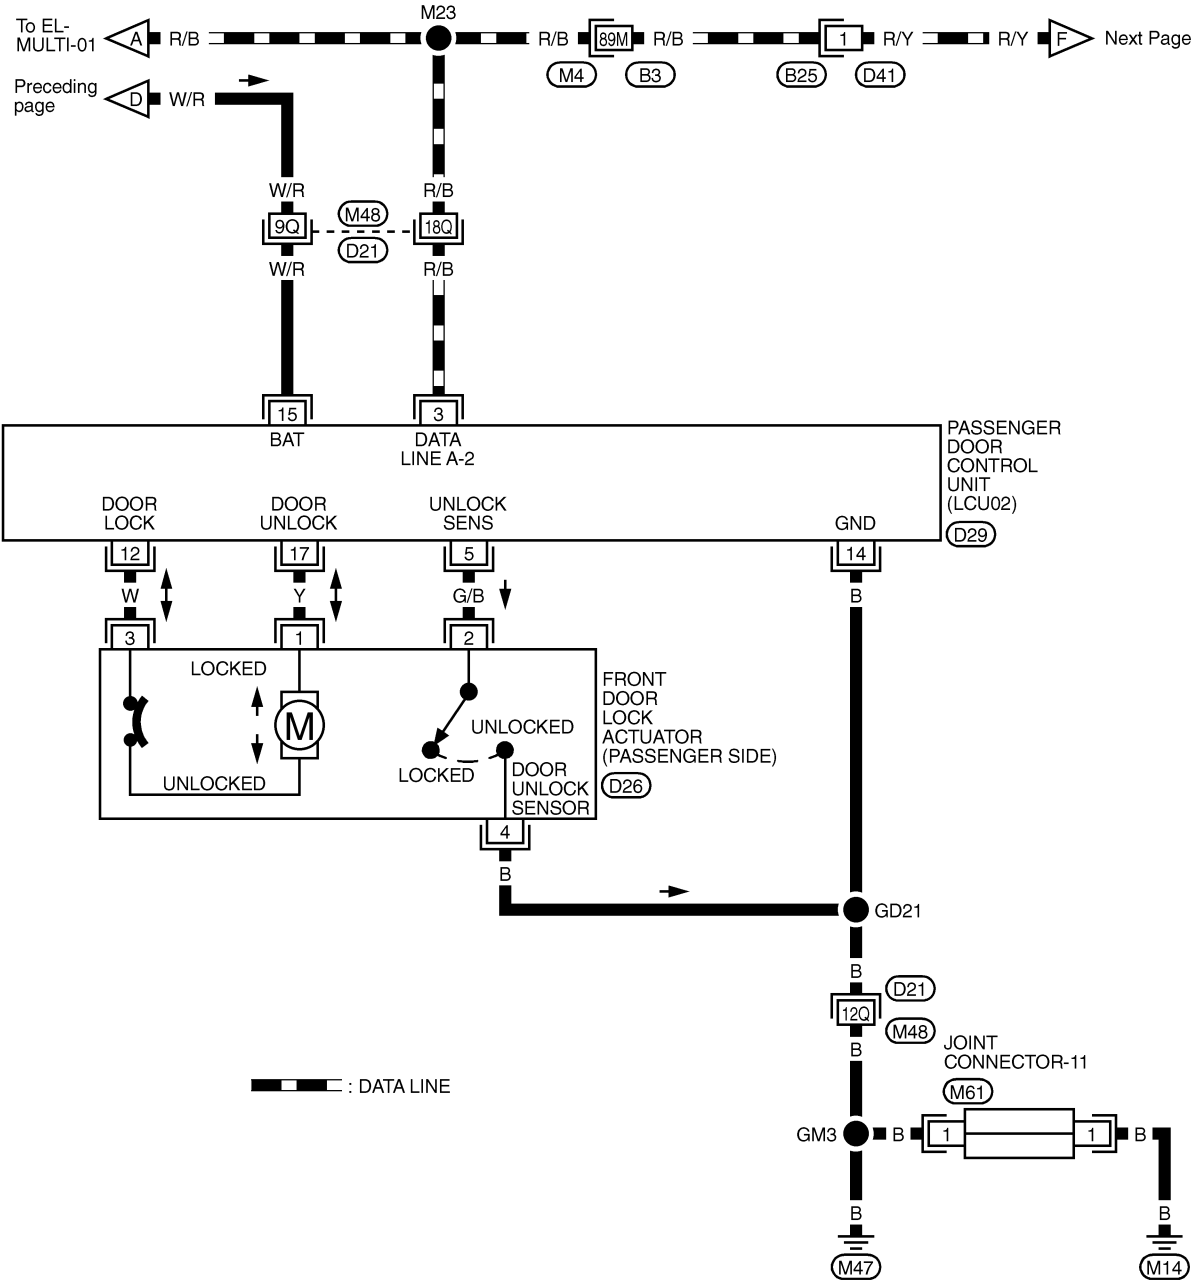 To EL-
MULTI-01
A
R/B
M23
R/B
89M
R/B
1
R/Y
R/Y
F
Next Page
M4
B3
B25
D41
Preceding
page
D
W/R
W/R
R/B
9Q
M48
D21
18Q
W/R
R/B
15
3
BAT
DATA
LINE A-2
PASSENGER
DOOR
CONTROL
UNIT
(LCU02)
D29
DOOR
LOCK
DOOR
UNLOCK
UNLOCK
SENS
GND
12
17
5
14
W
Y
G/B
B
3
1
2
LOCKED
M
UNLOCKED
UNLOCKED
LOCKED
DOOR
UNLOCK
SENSOR
FRONT
DOOR
LOCK
ACTUATOR
(PASSENGER SIDE)
D26
4
B
GD21
B
D21
12Q
M48
B
JOINT
CONNECTOR-11
M61
: DATA LINE
GM3
B
1
1
B
B
B
M47
M14